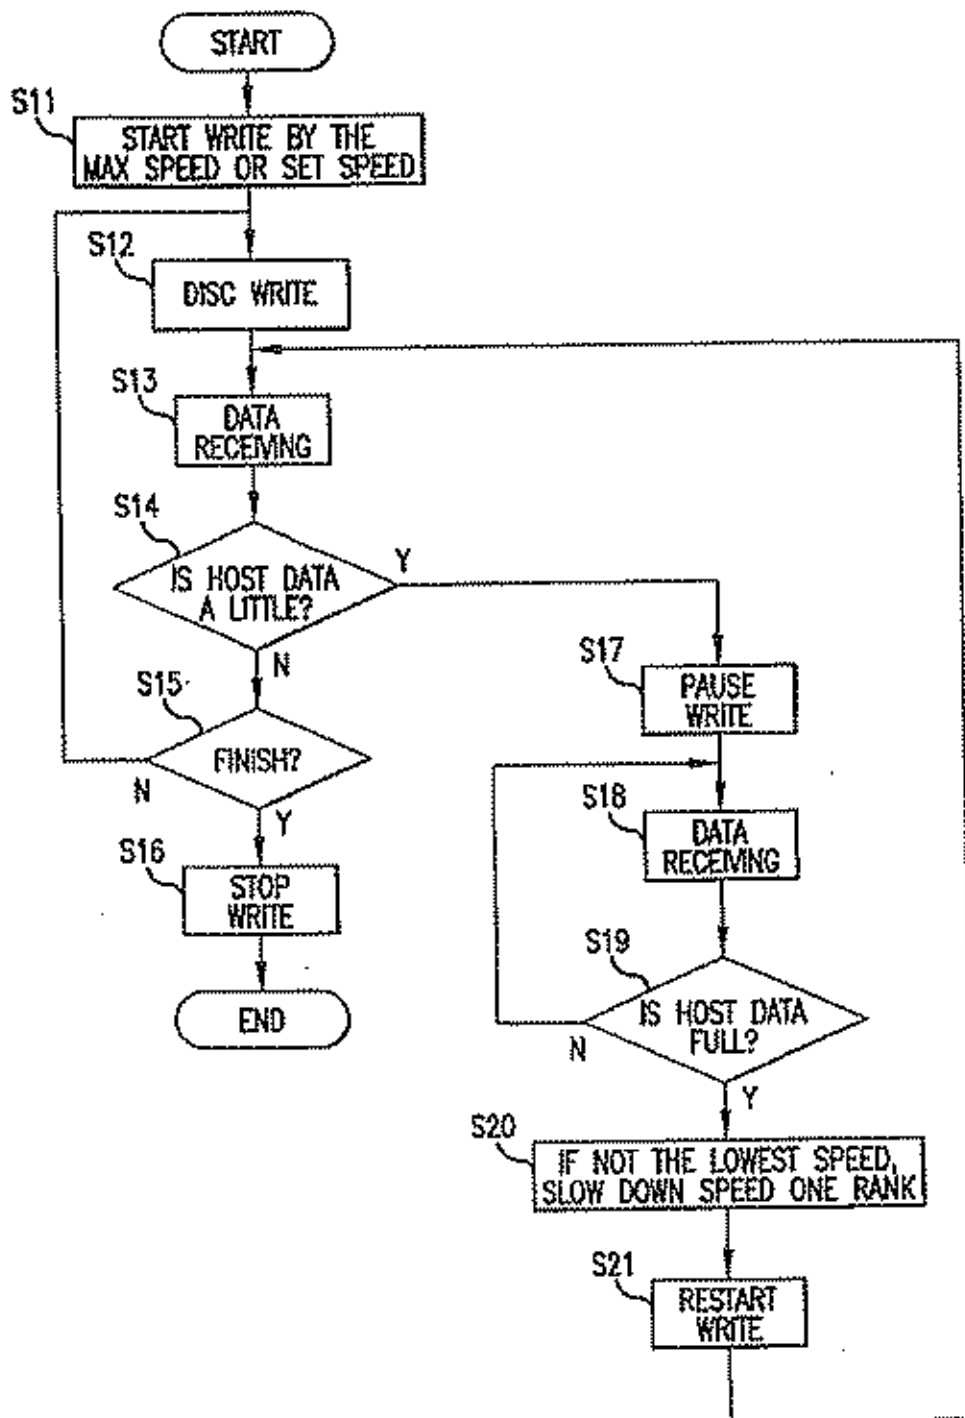 START
S11
START WRITE BY THE
MAX SPEED OR SET SPEED
S12
DISC WRITE
S13
DATA
RECEIVING
S14
IS HOST DATA
A LITTLE?
Y
N
S15
FINISH?
N
Y
S16
STOP
WRITE
END
S17
PAUSE
WRITE
S18
DATA
RECEIVING
S19
IS HOST DATA
FULL?
N
Y
S20
IF NOT THE LOWEST SPEED,
SLOW DOWN SPEED ONE RANK
S21
RESTART
WRITE